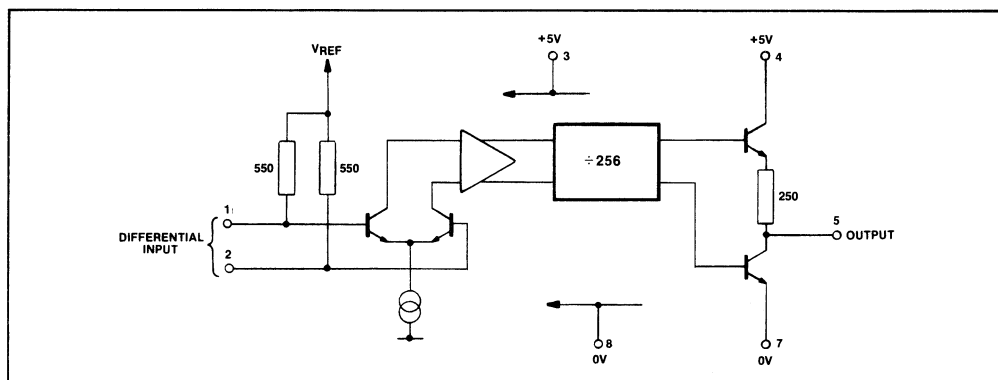 VREF
+5V
3
+5V
4
550
550
÷256
250
1
DIFFERENTIAL
INPUT
2
5
OUTPUT
8
0V
7
0V